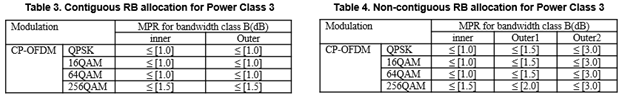 Table 3. Contiguous RB allocation for Power Class 3
Modulation MPR for bandwidth class B(dB)
inner Outer
CP-OFDM QPSK ≤ [1.0] ≤ [1.0]
16QAM ≤ [1.0] ≤ [1.0]
64QAM ≤ [1.0] ≤ [1.0]
256QAM ≤ [1.5] ≤ [1.5]
Table 4. Non-contiguous RB allocation for Power Class 3
Modulation MPR for bandwidth class B(dB)
inner Outer1 Outer2
CP-OFDM QPSK ≤ [1.0] ≤ [1.5] ≤ [3.0]
16QAM ≤ [1.0] ≤ [1.5] ≤ [3.0]
64QAM ≤ [1.0] ≤ [1.5] ≤ [3.0]
256QAM ≤ [1.5] ≤ [2.0] ≤ [3.0]